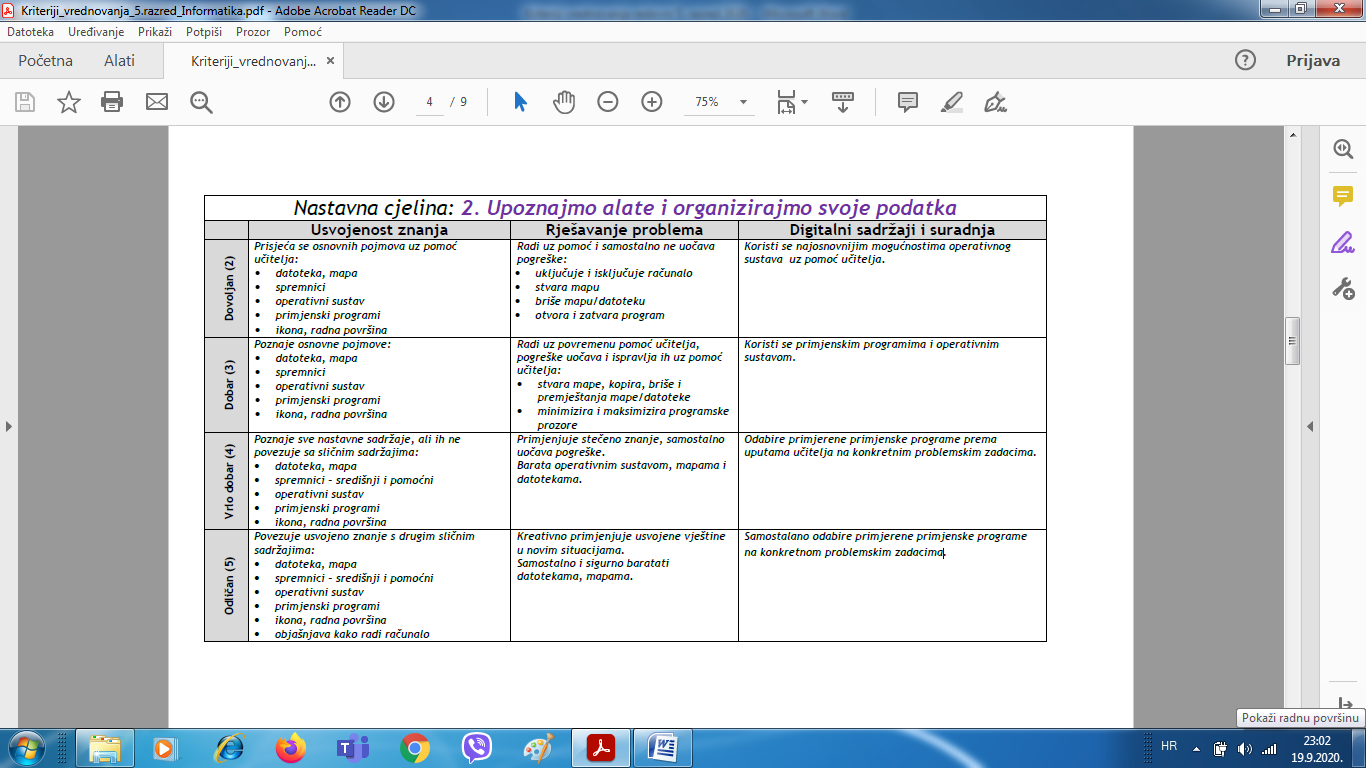 Kriteriji_vrednovanja_5.razred_Informatika.pdf - Adobe Acrobat Reader DC
Datoteka Uređivanje Prikaži Potpiši Prozor Pomoć
Početna Alati Kriteriji_vrednovanj... × Prijava
4 / 9 75%
Nastavna cjelina: 2. Upoznajmo alate i organizirajmo svoje podatka
Usvojenost znanja Rješavanje problema Digitalni sadržaji i suradnja
Dovoljan (2)
Prisjeća se osnovnih pojmova uz pomoć
učitelja:
• datoteka, mapa
• spremnici
• operativni sustav
• primjenski programi
• ikona, radna površina
Radi uz pomoć i samostalno ne uočava
pogreške:
• uključuje i isključuje računalo
• stvara mapu
• briše mapu/datoteku
• otvora i zatvara program
Koristi se najosnovnijim mogućnostima operativnog
sustava uz pomoć učitelja.
Dobar (3)
Poznaje osnovne pojmove:
• datoteka, mapa
• spremnici
• operativni sustav
• primjenski programi
• ikona, radna površina
Radi uz povremenu pomoć učitelja,
pogreške uočava i ispravlja ih uz pomoć
učitelja:
• stvara mape, kopira, briše i
premještanja mape/datoteke
• minimizira i maksimizira programske
prozore
Koristi se primjenskim programima i operativnim
sustavom.
Vrlo dobar (4)
Poznaje sve nastavne sadržaje, ali ih ne
povezuje sa sličnim sadržajima:
• datoteka, mapa
• spremnici – središnji i pomoćni
• operativni sustav
• primjenski programi
• ikona, radna površina
Primjenjuje stečeno znanje, samostalno
uočava pogreške.
Barata operativnim sustavom, mapama i
datotekama.
Odabire primjerene primjenske programe prema
uputama učitelja na konkretnim problemskim zadacima.
Odličan (5)
Povezuje usvojeno znanje s drugim sličnim
sadržajima:
• datoteka, mapa
• spremnici – središnji i pomoćni
• operativni sustav
• primjenski programi
• ikona, radna površina
• objašnjava kako radi računalo
Kreativno primjenjuje usvojene vještine
u novim situacijama.
Samostalno i sigurno baratati
datotekama, mapama.
Samostalano odabire primjerene primjenske programe
na konkretnom problemskim zadacima.
Pokaži radnu površinu
HR
23:02
19.9.2020.